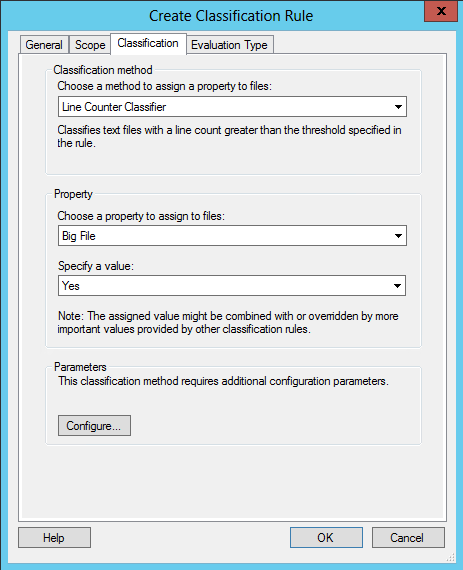 Create Classification Rule
x
General Scope Classification Evaluation Type
Classification method
Choose a method to assign a property to files:
Line Counter Classifier
Classifies text files with a line count greater than the threshold specified in
the rule.
Property
Choose a property to assign to files:
Big File
Specify a value:
Yes
Note: The assigned value might be combined with or overridden by more
important values provided by other classification rules.
Parameters
This classification method requires additional configuration parameters.
Configure...
Help OK Cancel